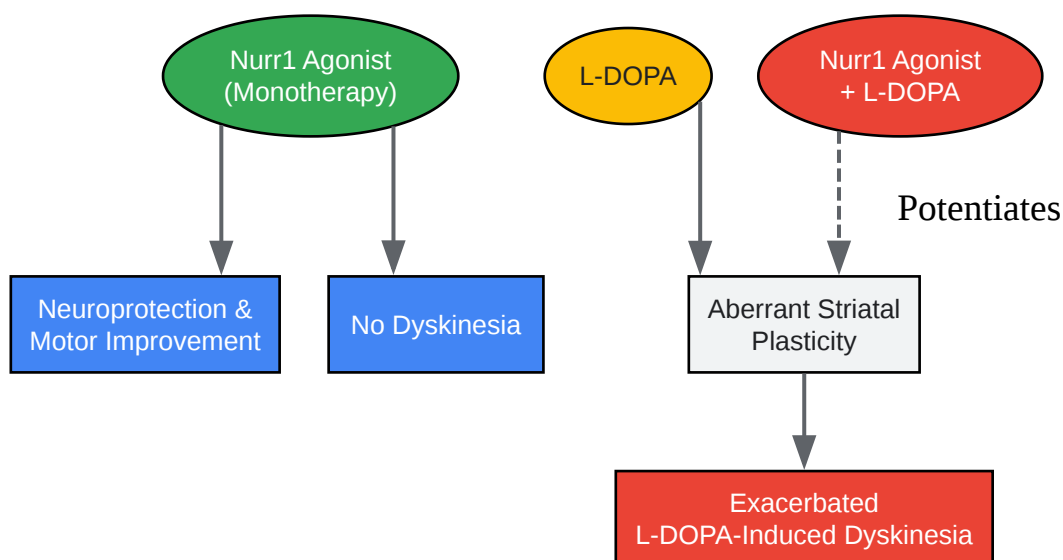 Nurr1 Agonist
(Monotherapy)
L-DOPA
Nurr1 Agonist
+ L-DOPA
Potentiates
Neuroprotection &
Motor Improvement
No Dyskinesia
Aberrant Striatal
Plasticity
Exacerbated
L-DOPA-Induced Dyskinesia